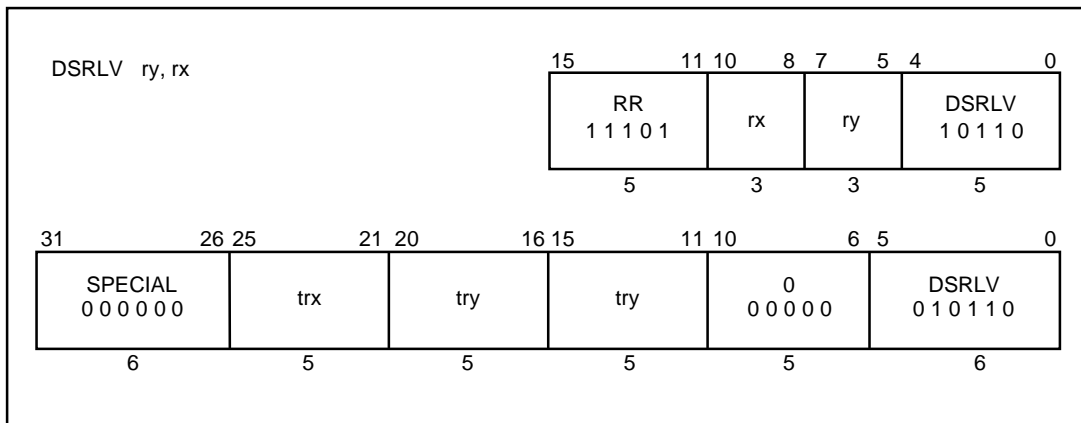 DSRLV ry, rx
15 11 10 8 7 5 4 0
RR rx ry DSRLV
1 1 1 0 1 1 0 1 1 0
5 3 3 5
31 26 25 21 20 16 15 11 10 6 5 0
SPECIAL trx try try 0 DSRLV
0 0 0 0 0 0 0 0 0 0 0 0 1 0 1 1 0
6 5 5 5 5 6